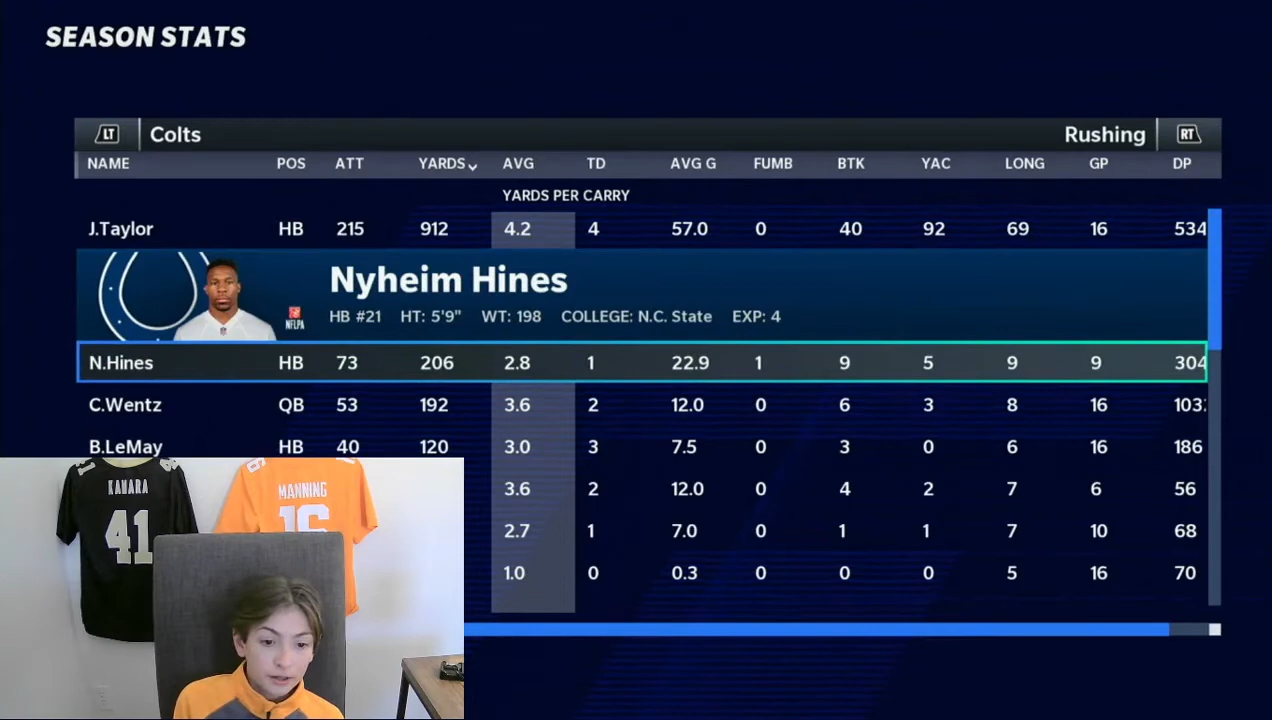 SEASON STATS
LT Colts Rushing RT
NAME POS ATT YARDS AVG TD AVG G FUMB BTK YAC LONG GP DP
YARDS PER CARRY
J.Taylor HB 215 912 4.2 4 57.0 0 40 92 69 16 534
Nyheim Hines
NFLPA
HB #21 HT: 5'9" WT: 198 COLLEGE: N.C. State EXP: 4
N.Hines HB 73 206 2.8 1 22.9 1 9 5 9 9 304
C.Wentz QB 53 192 3.6 2 12.0 0 6 3 8 16 103
B.LeMay HB 40 120 3.0 3 7.5 0 3 0 6 16 186
3.6 2 12.0 0 4 2 7 6 56
2.7 1 7.0 0 1 1 7 10 68
1.0 0 0.3 0 0 0 5 16 70
KAMARA
41
MANNING
16